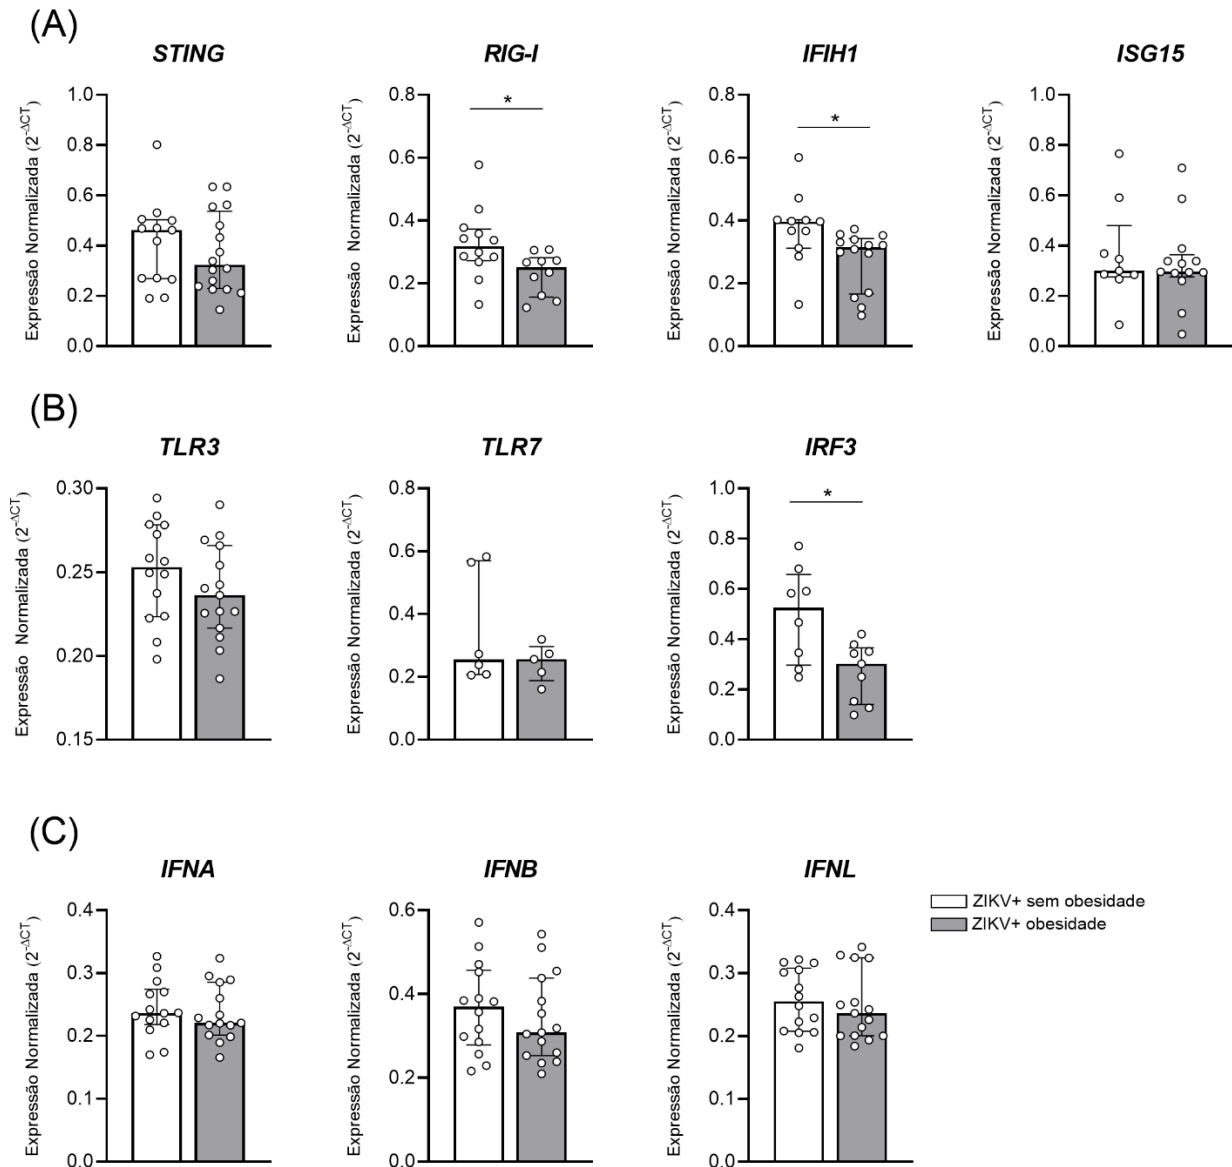 (A)
STING
RIG-I
IFIH1
ISG15
Expressão Normalizada (2-ΔCT)
1.0
0.8
0.6
0.4
0.2
0.0
Expressão Normalizada (2-ΔCT)
0.8
0.6
0.4
0.2
0.0
*
Expressão Normalizada (2-ΔCT)
0.8
0.6
0.4
0.2
0.0
*
Expressão Normalizada (2-ΔCT)
1.0
0.8
0.6
0.4
0.2
0.0
(B)
TLR3
TLR7
IRF3
Expressão Normalizada (2-ΔCT)
0.30
0.25
0.20
0.15
Expressão Normalizada (2-ΔCT)
0.8
0.6
0.4
0.2
0.0
Expressão Normalizada (2-ΔCT)
1.0
0.8
0.6
0.4
0.2
0.0
*
(C)
IFNA
IFNB
IFNL
Expressão Normalizada (2-ΔCT)
0.4
0.3
0.2
0.1
0.0
Expressão Normalizada (2-ΔCT)
0.6
0.4
0.2
0.0
Expressão Normalizada (2-ΔCT)
0.4
0.3
0.2
0.1
0.0
ZIKV+ sem obesidade
ZIKV+ obesidade